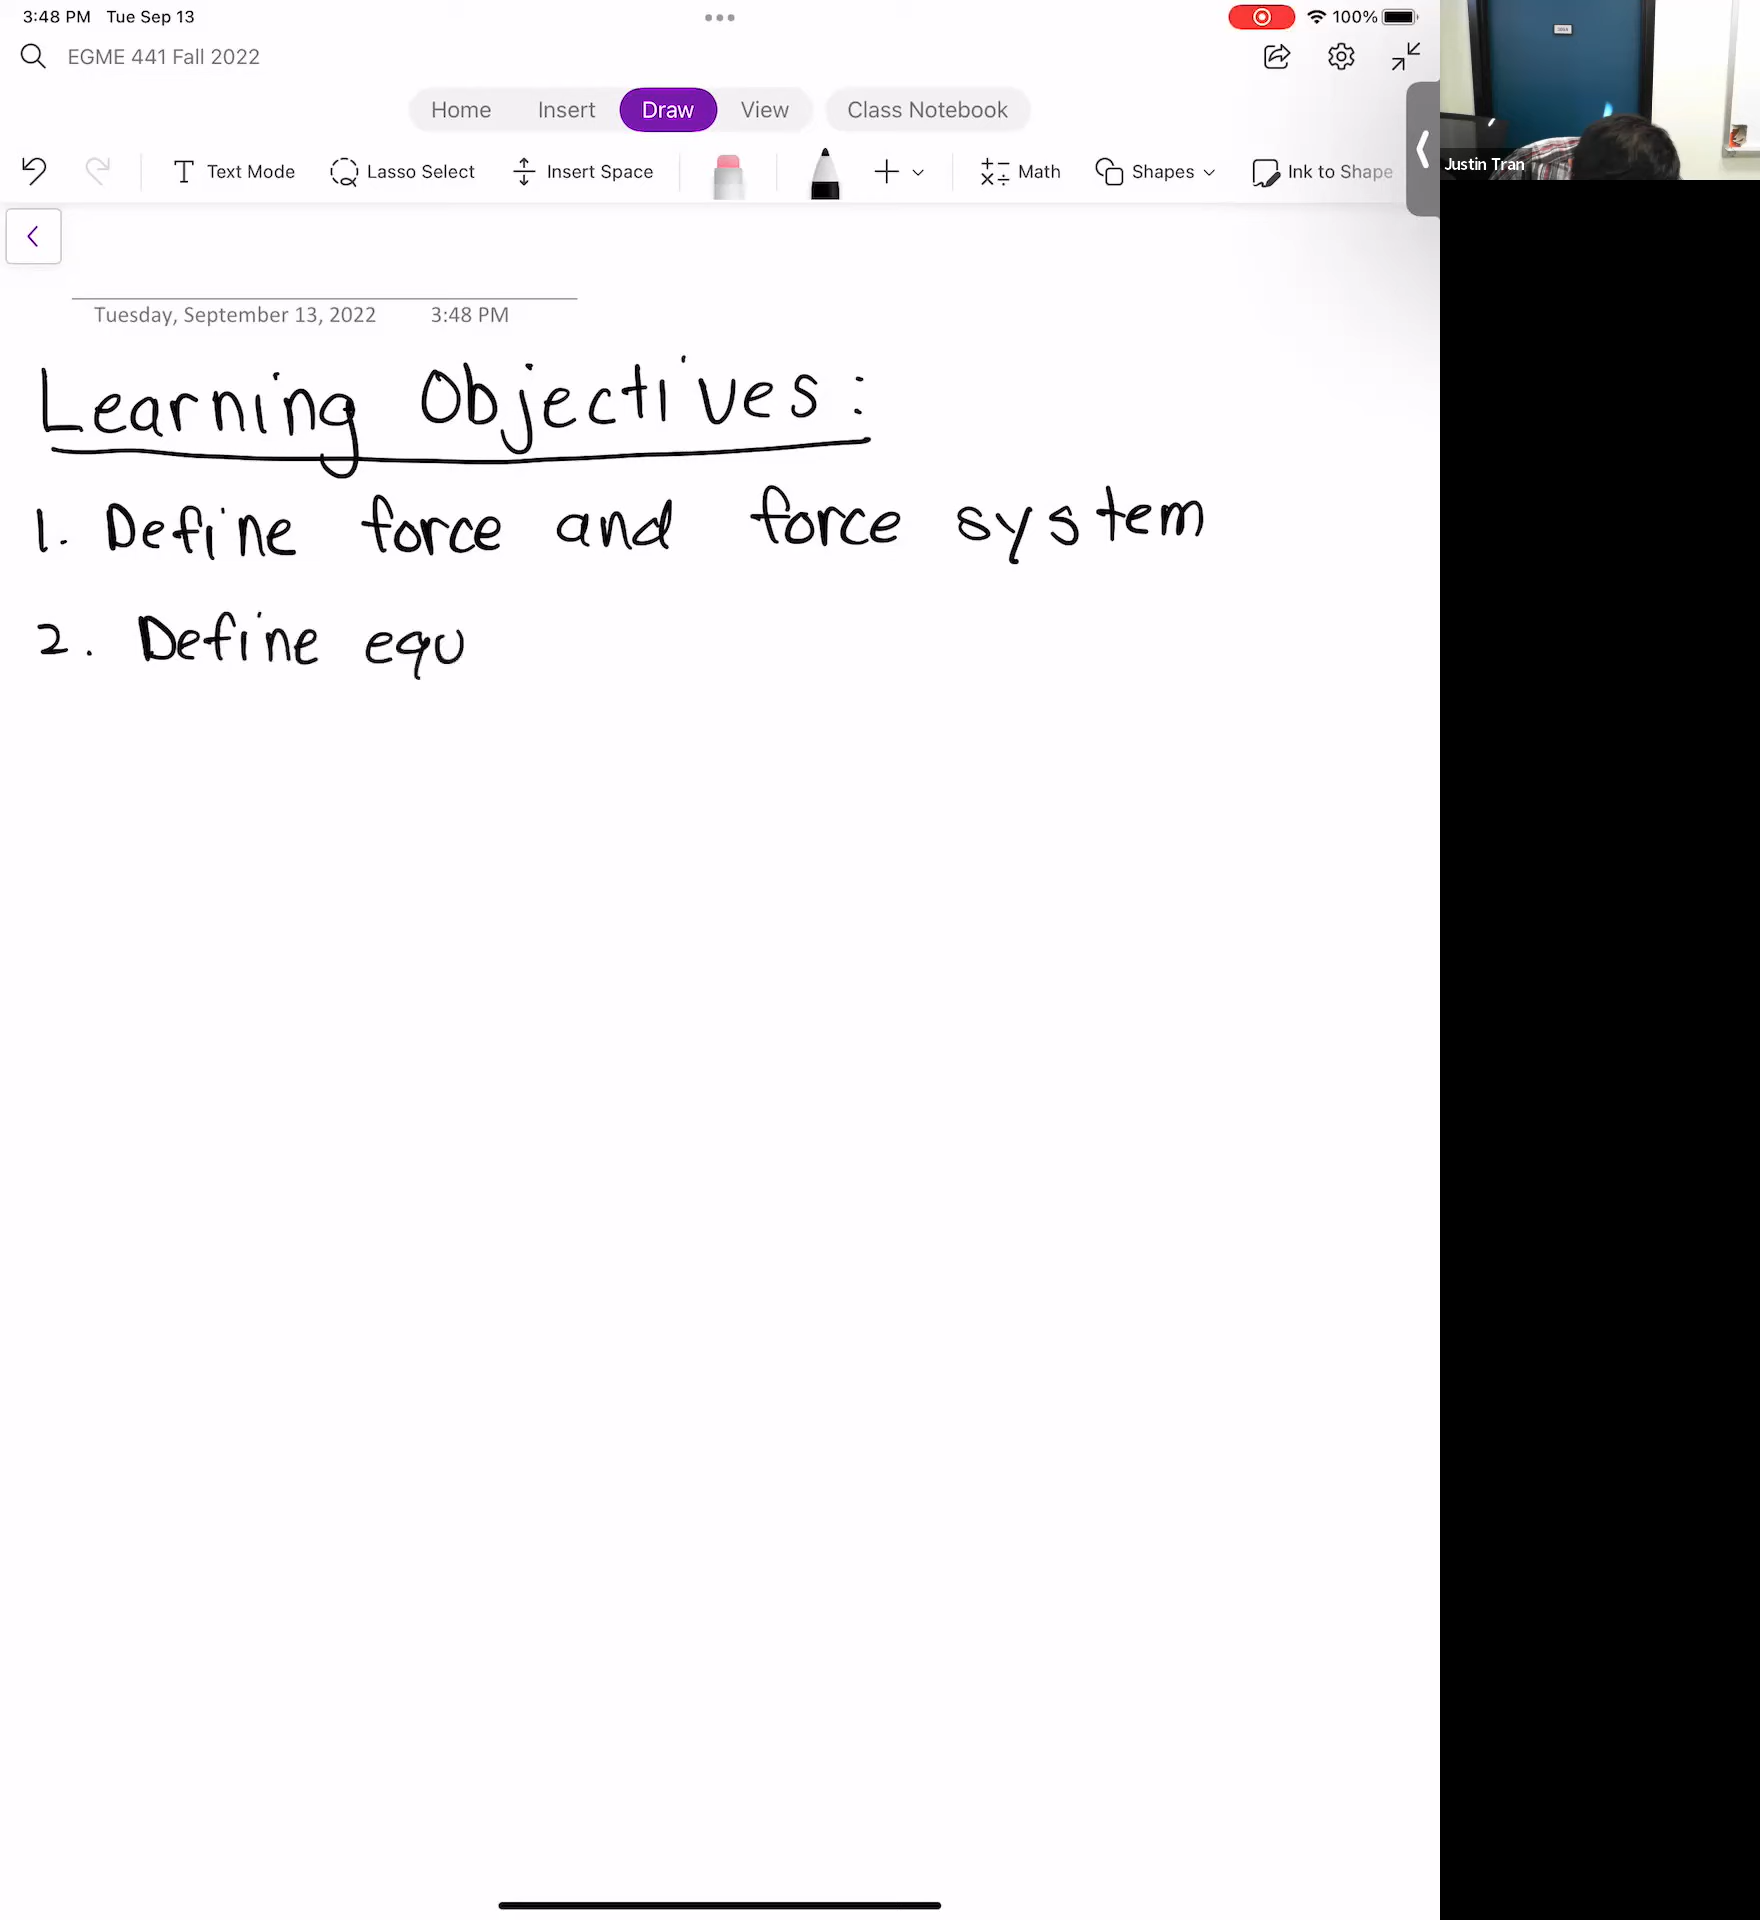 3:48 PM Tue Sep 13
100%
EGME 441 Fall 2022
Home Insert Draw View Class Notebook
Text Mode Lasso Select Insert Space Math Shapes Ink to Shape
Justin Tran
Tuesday, September 13, 2022 3:48 PM
Learning Objectives:
1. Define force and force system
2. Define equ